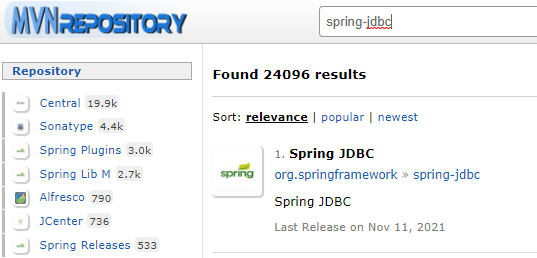 MVNREPOSITORY
spring-jdbc
Repository
Central 19.9k
Sonatype 4.4k
Spring Plugins 3.0k
Spring Lib M 2.7k
Alfresco 790
JCenter 736
Spring Releases 533
Found 24096 results
Sort: relevance | popular | newest
spring
1. Spring JDBC
org.springframework » spring-jdbc
Spring JDBC
Last Release on Nov 11, 2021